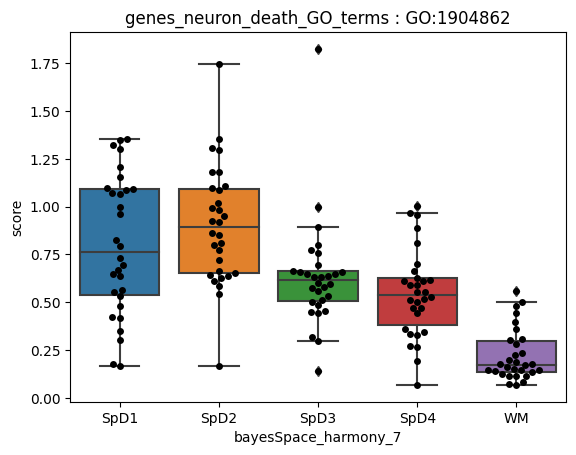 genes_neuron_death_GO_terms : GO:1904862
1.75
1.50
1.25
1.00
0.75
0.50
0.25
0.00
score
SpD1 SpD2 SpD3 SpD4 WM
bayesSpace_harmony_7